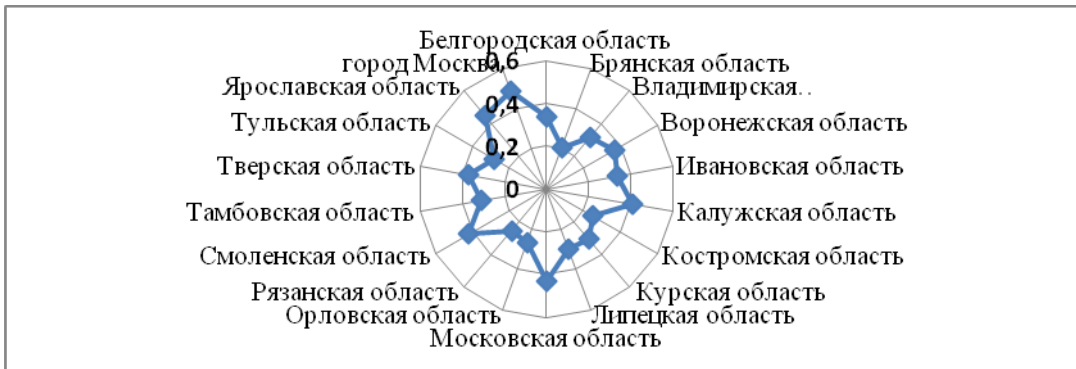 Белгородская область
0,6
город Москва
Брянская область
Ярославская область
Владимирская..
0,4
Тульская область
Воронежская область
0,2
Тверская область
Ивановская область
0
Тамбовская область
Калужская область
Смоленская область
Костромская область
Рязанская область
Курская область
Орловская область
Липецкая область
Московская область